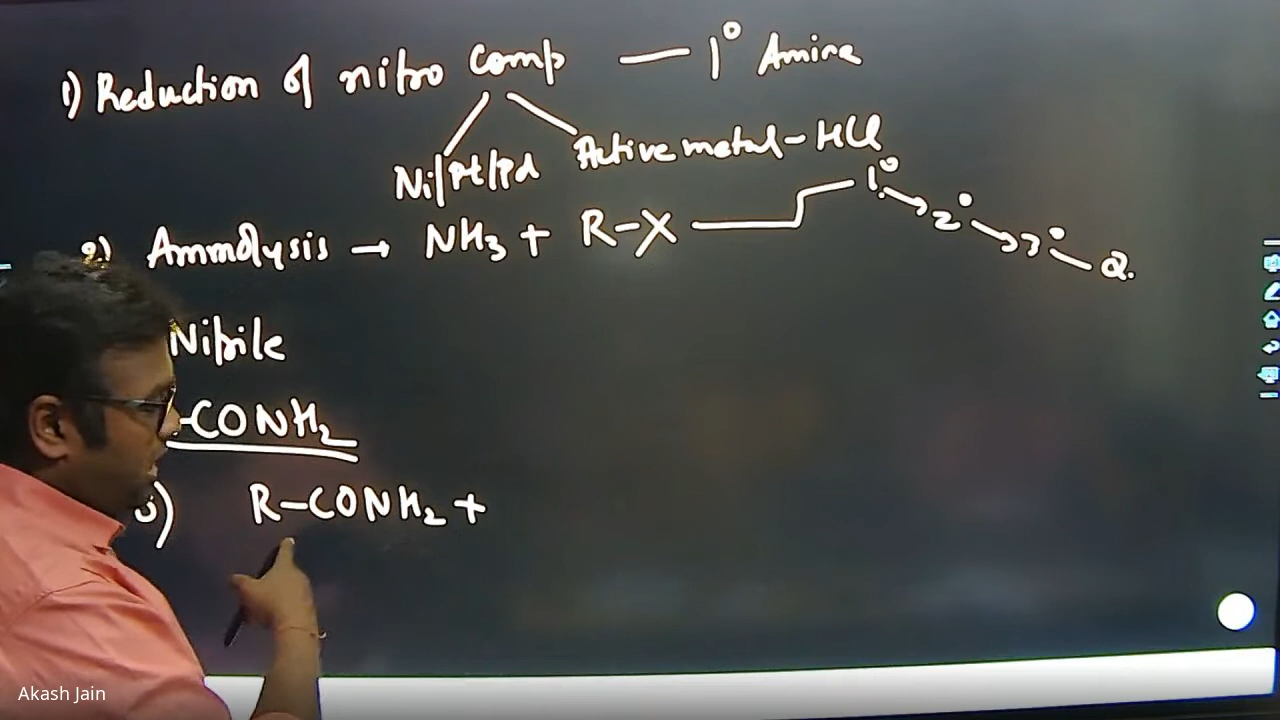 1) Reduction of nitro comp — 1° Amine
Ni/Pt/Pd Active metal - HCl
2) Ammolysis → NH3 + R-X — 1° → 2° → 3° — Q.
Nitrile
-CONH2
R-CONH2 +
Akash Jain